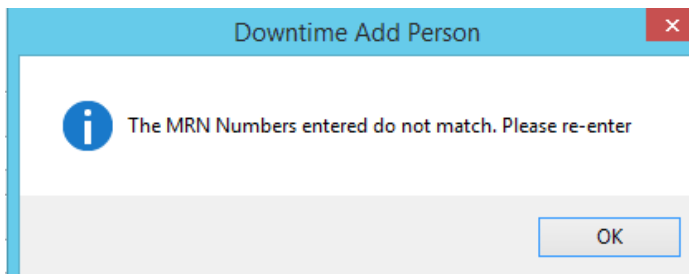 Downtime Add Person
The MRN Numbers entered do not match. Please re-enter
OK